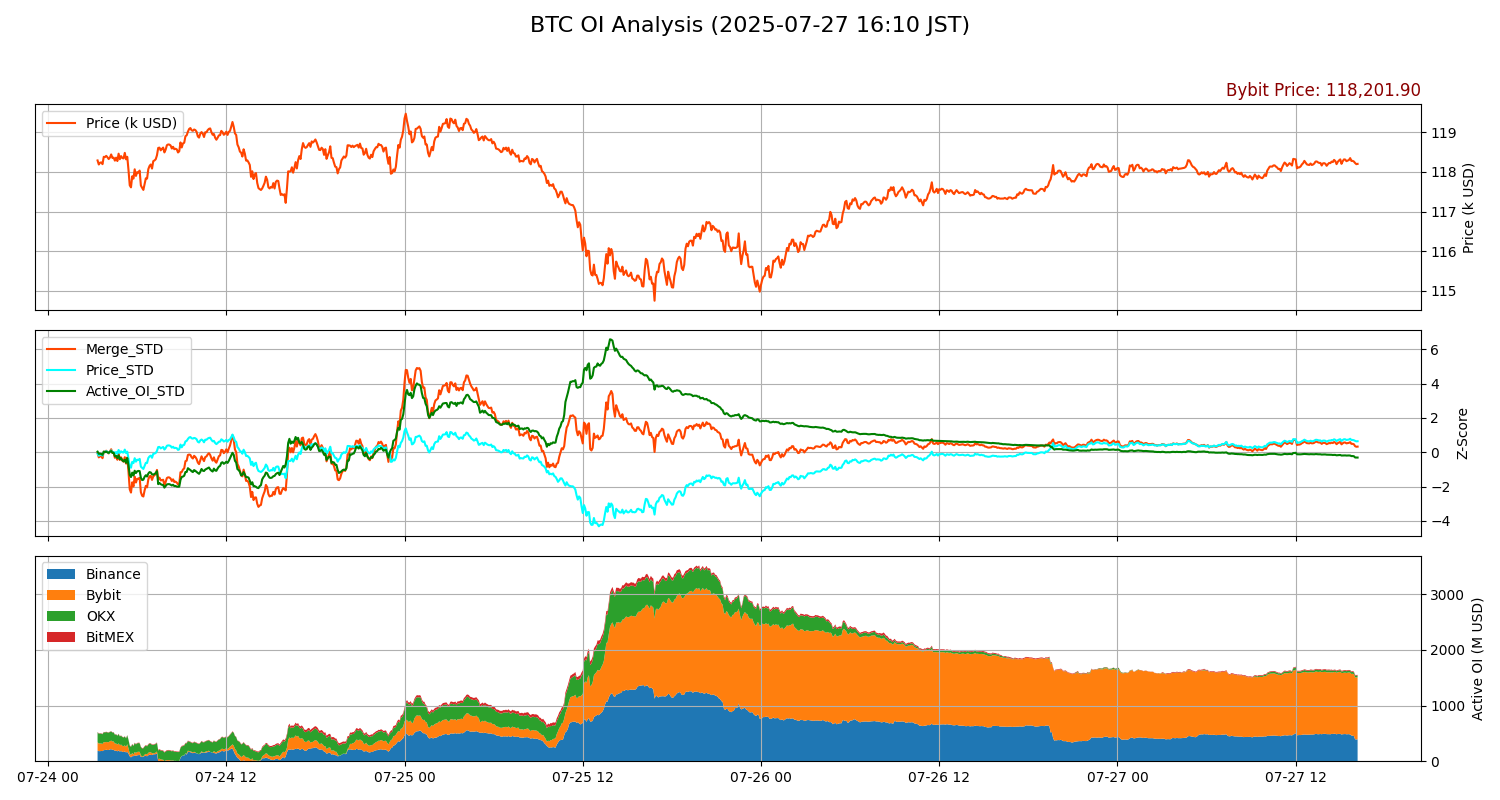 BTC OI Analysis (2025-07-27 16:10 JST)
Bybit Price: 118,201.90
Price (k USD)
119
118
117
116
115
Price (k USD)
Merge_STD
Price_STD
Active_OI_STD
6
4
2
0
−2
−4
Z-Score
Binance
Bybit
OKX
BitMEX
3000
2000
1000
0
Active OI (M USD)
07-24 00
07-24 12
07-25 00
07-25 12
07-26 00
07-26 12
07-27 00
07-27 12